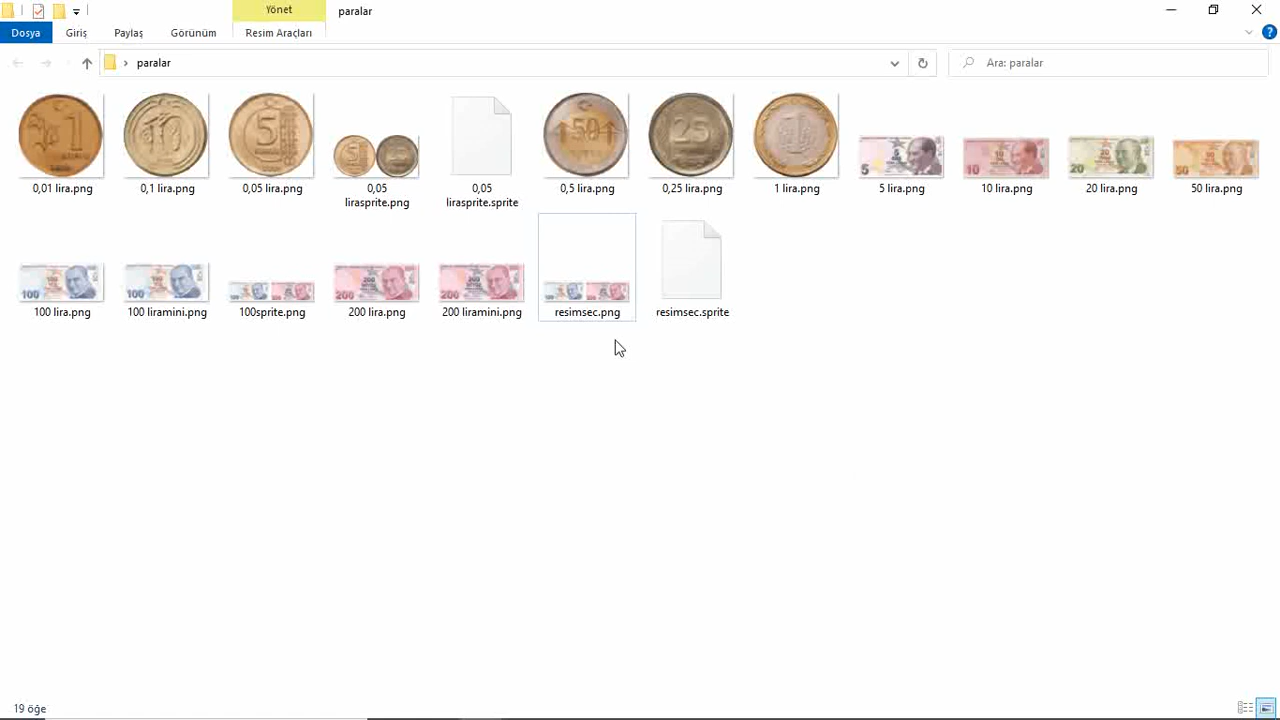 Yönet
paralar
Dosya
Giriş
Paylaş
Görünüm
Resim Araçları
paralar
Ara: paralar
0,01 lira.png
0,1 lira.png
0,05 lira.png
0,05
lirasprite.png
0,05
lirasprite.sprite
0,5 lira.png
0,25 lira.png
1 lira.png
5 lira.png
10 lira.png
20 lira.png
50 lira.png
100 lira.png
100 liramini.png
100sprite.png
200 lira.png
200 liramini.png
resimsec.png
resimsec.sprite
19 öğe